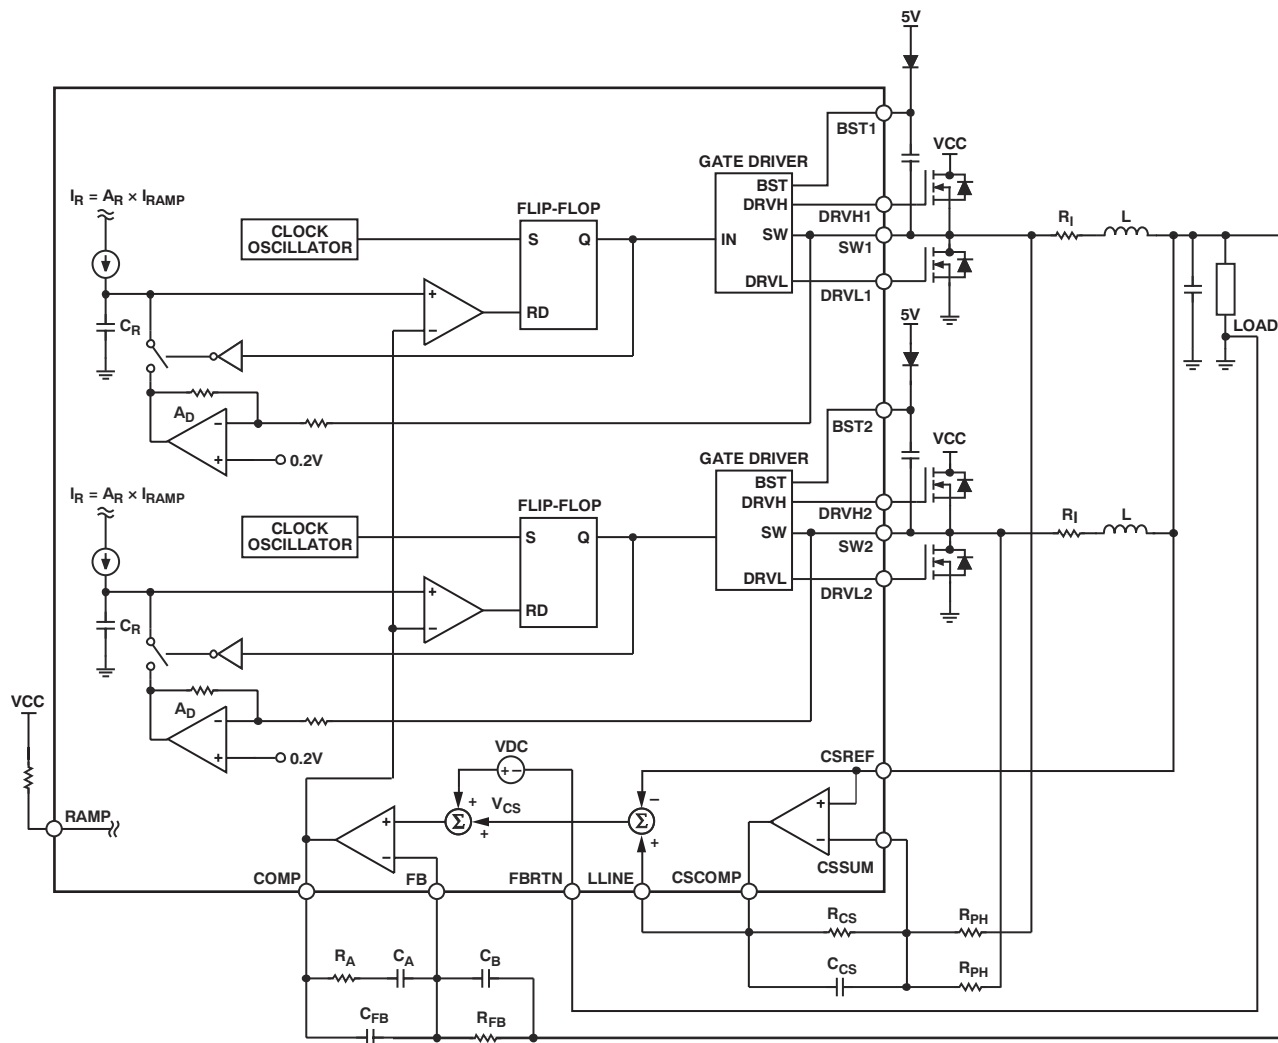 5V
BST1
VCC
GATE DRIVER
BST
DRVH
DRVH1
I_R = A_R × I_RAMP
FLIP-FLOP
CLOCK
OSCILLATOR
S
Q
IN
SW
SW1
R_I
L
DRVL
DRVL1
+
−
RD
C_R
5V
LOAD
A_D
−
+
0.2V
BST2
VCC
GATE DRIVER
BST
DRVH
DRVH2
I_R = A_R × I_RAMP
FLIP-FLOP
CLOCK
OSCILLATOR
S
Q
SW
SW2
R_I
L
DRVL
DRVL2
+
−
RD
C_R
VCC
A_D
−
+
0.2V
VDC
+ −
CSREF
RAMP
+
V_CS
−
+
Σ
+
Σ
+
+
−
−
CSSUM
COMP
FB
FBRTN
LLINE
CSCOMP
R_CS
R_PH
R_A
C_A
C_B
C_CS
R_PH
C_FB
R_FB